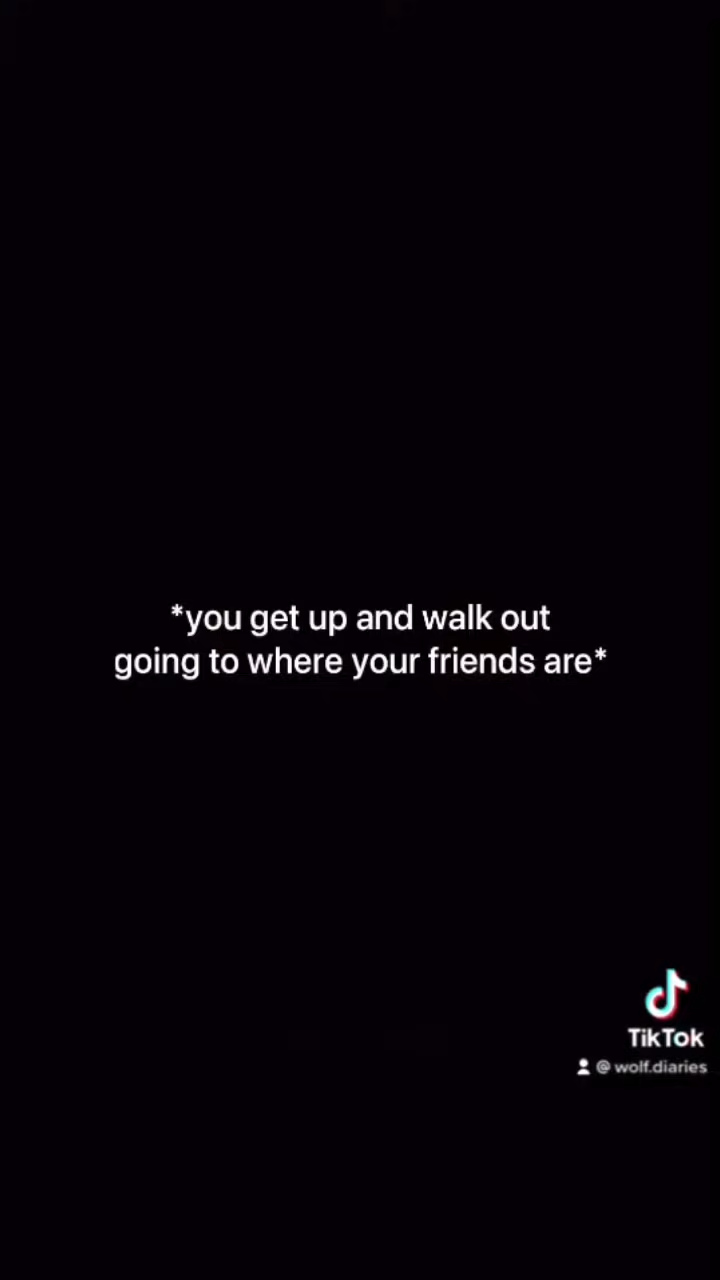 *you get up and walk out
going to where your friends are*
TikTok
@ wolf.diaries